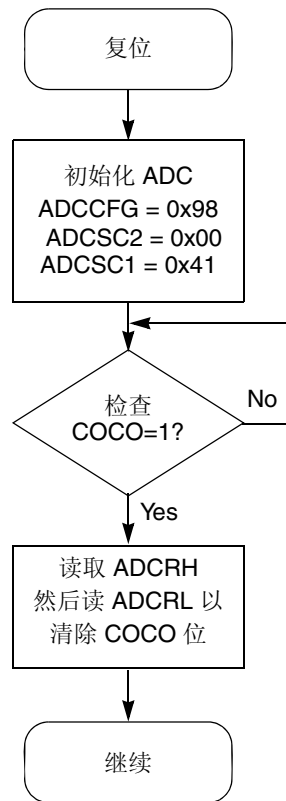 复位
初始化 ADC
ADCCFG = 0x98
ADCSC2 = 0x00
ADCSC1 = 0x41
检查
COCO=1?
No
Yes
读取 ADCRH
然后读 ADCRL 以
清除 COCO 位
继续